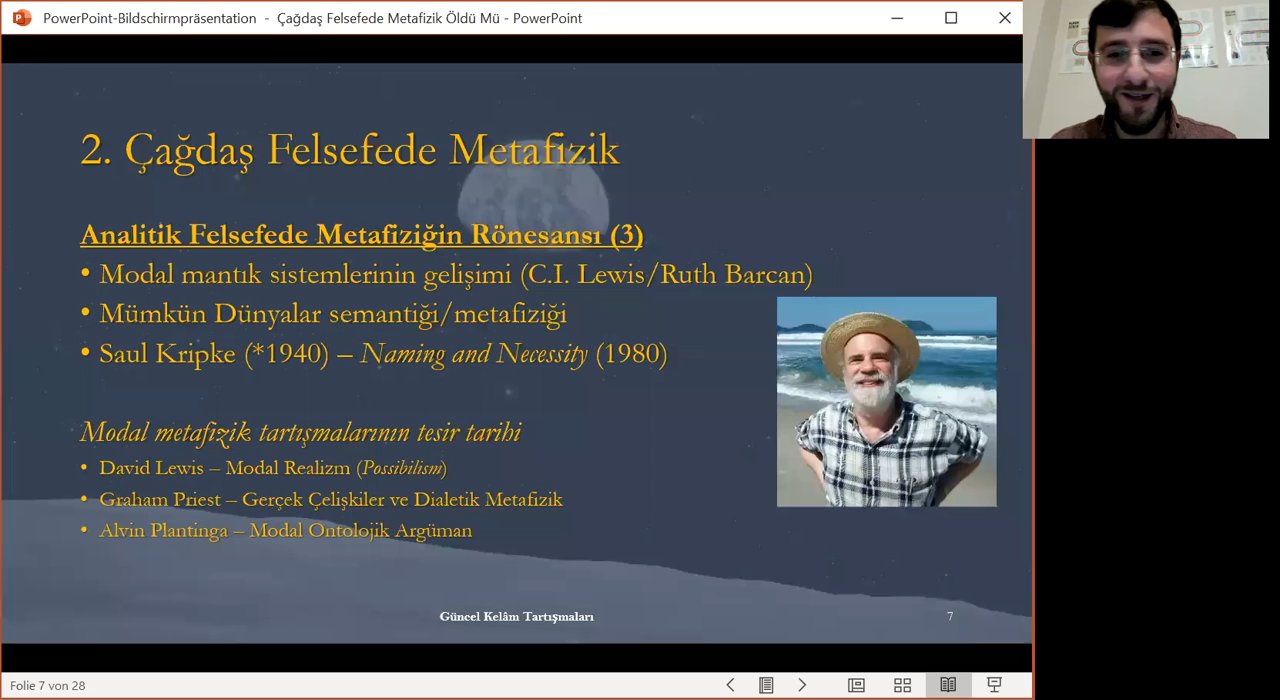 PowerPoint-Bildschirmpräsentation - Çağdaş Felsefede Metafizik Öldü Mü - PowerPoint
2. Çağdaş Felsefede Metafizik
Analitik Felsefede Metafiziğin Rönesansı (3)
• Modal mantık sistemlerinin gelişimi (C.I. Lewis/Ruth Barcan)
• Mümkün Dünyalar semantiği/metafiziği
• Saul Kripke (*1940) – Naming and Necessity (1980)
Modal metafizik tartışmalarının tesir tarihi
• David Lewis – Modal Realizm (Possibilism)
• Graham Priest – Gerçek Çelişkiler ve Dialetik Metafizik
• Alvin Plantinga – Modal Ontolojik Argüman
Güncel Kelâm Tartışmaları
7
Folie 7 von 28